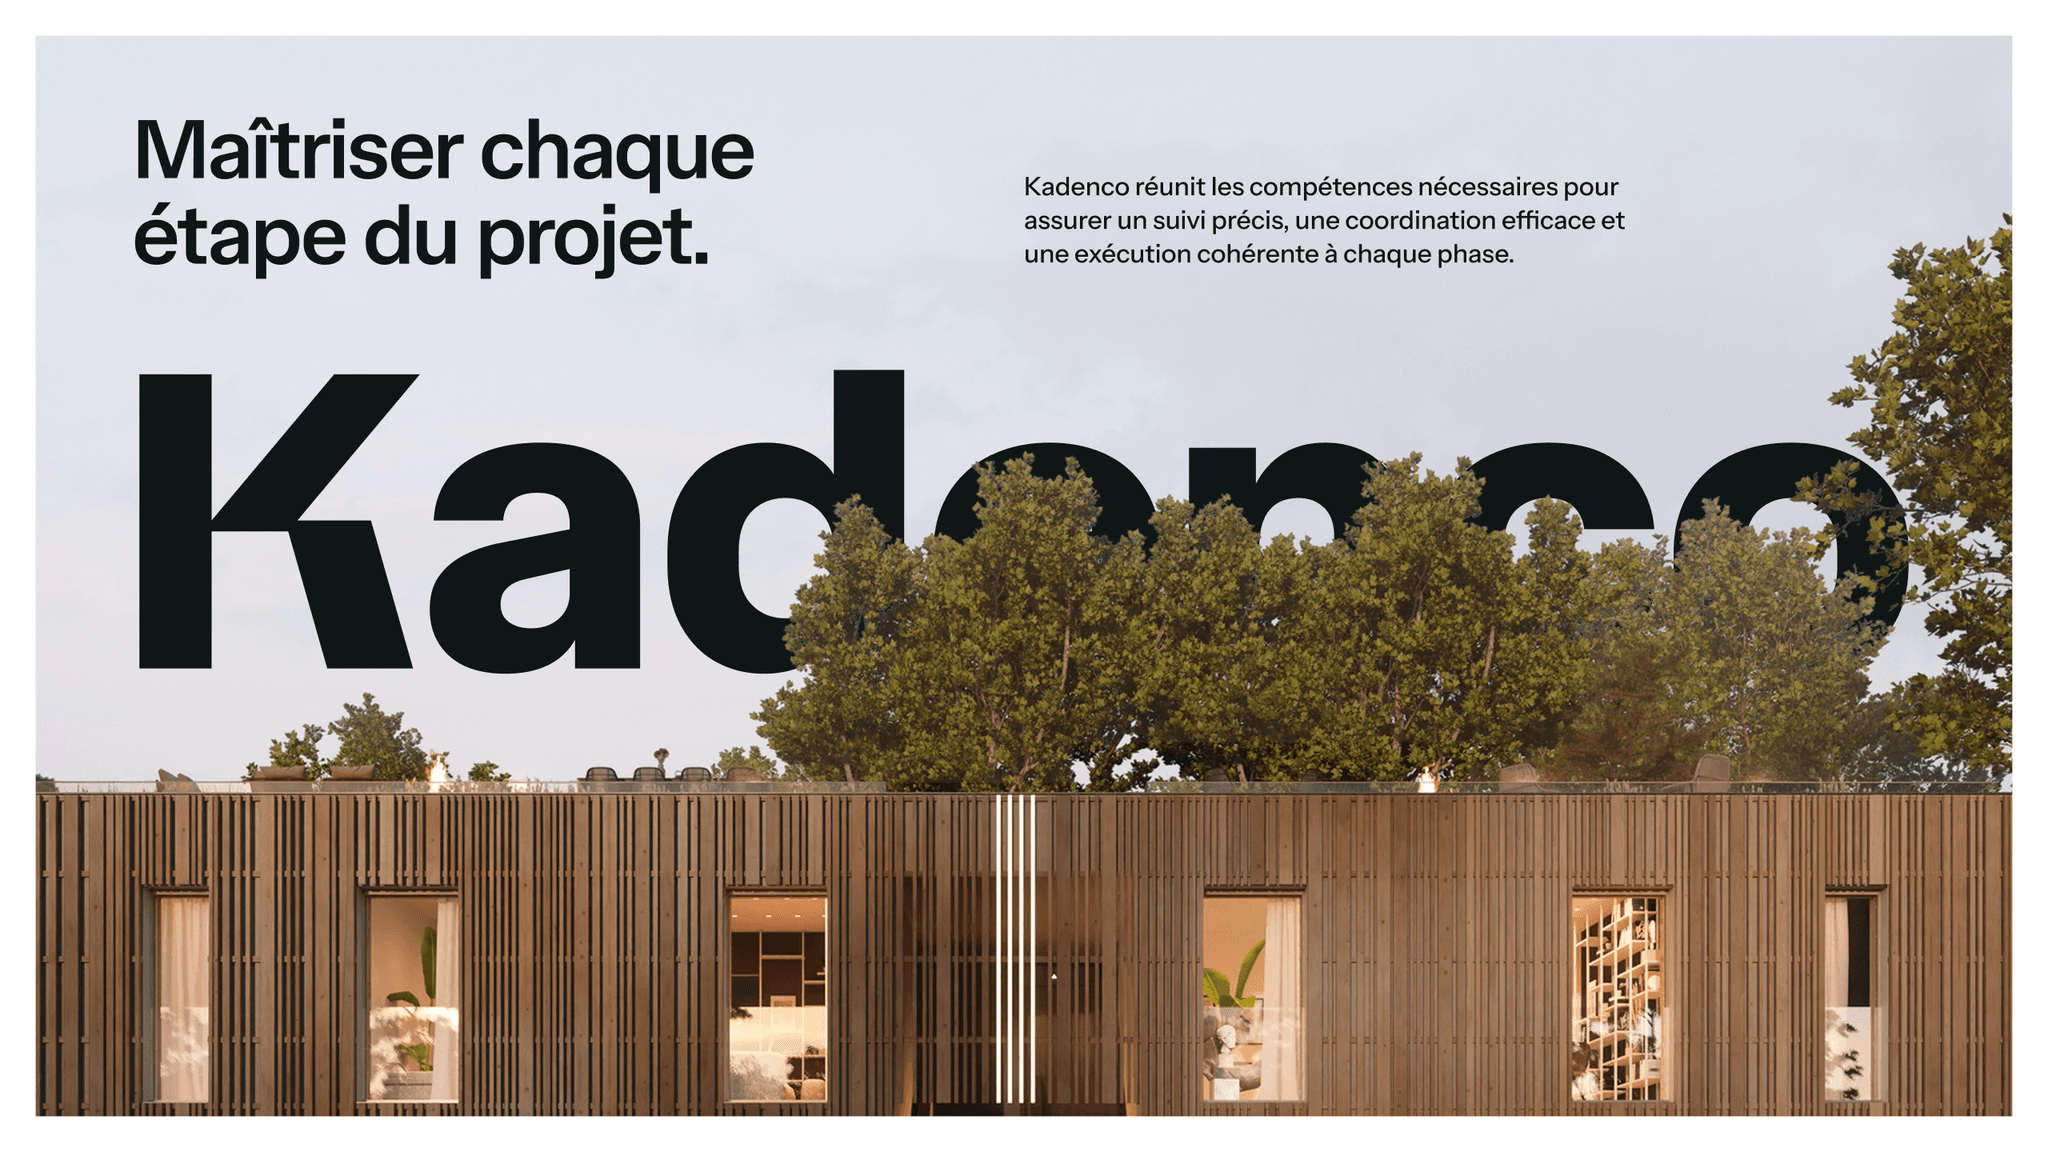 Maîtriser chaque
étape du projet.
Kadenco réunit les compétences nécessaires pour
assurer un suivi précis, une coordination efficace et
une exécution cohérente à chaque phase.
Kadenco